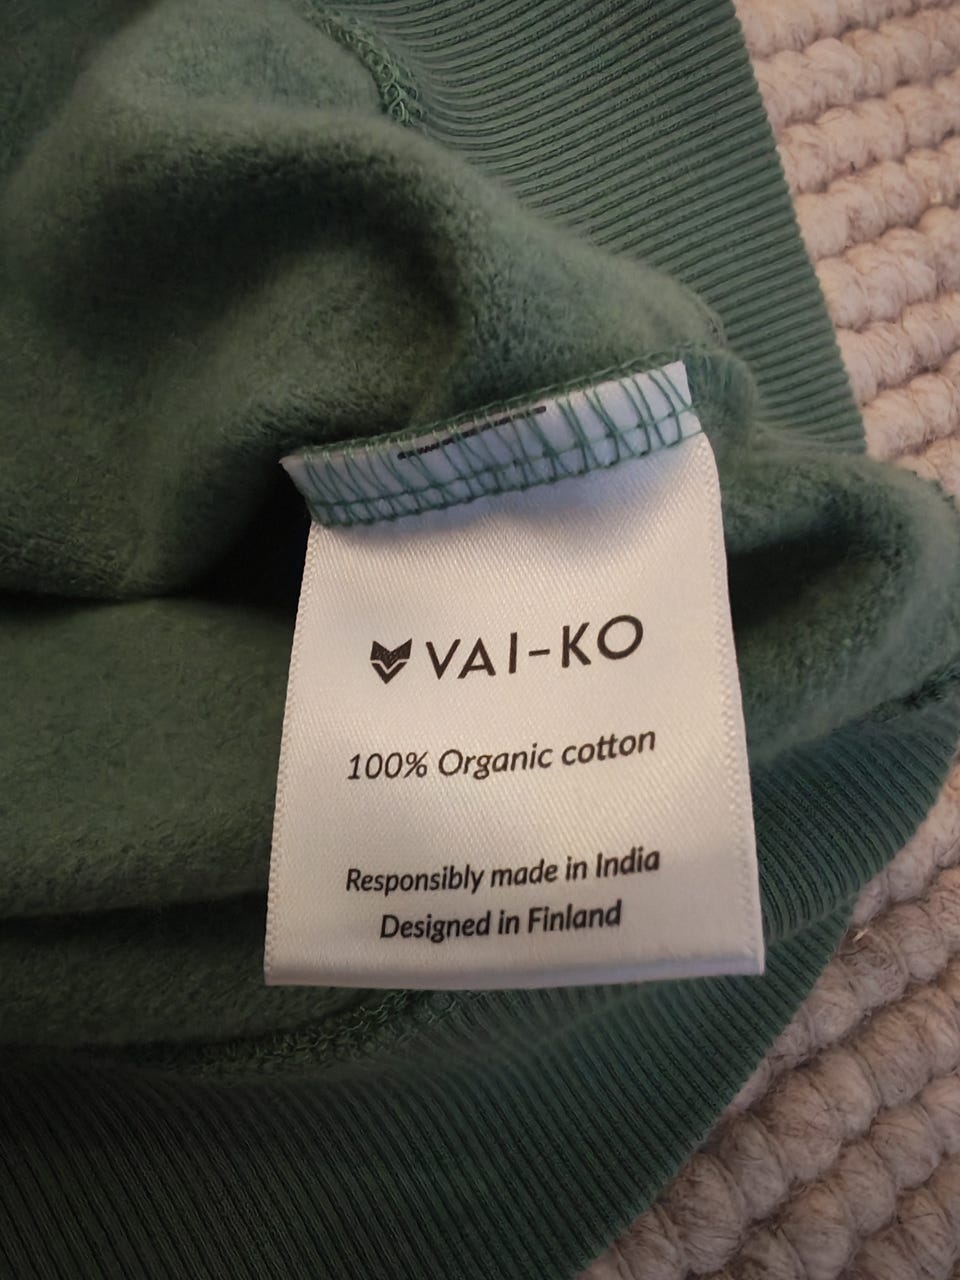 VAI-KO
100% Organic cotton
Responsibly made in India
Designed in Finland